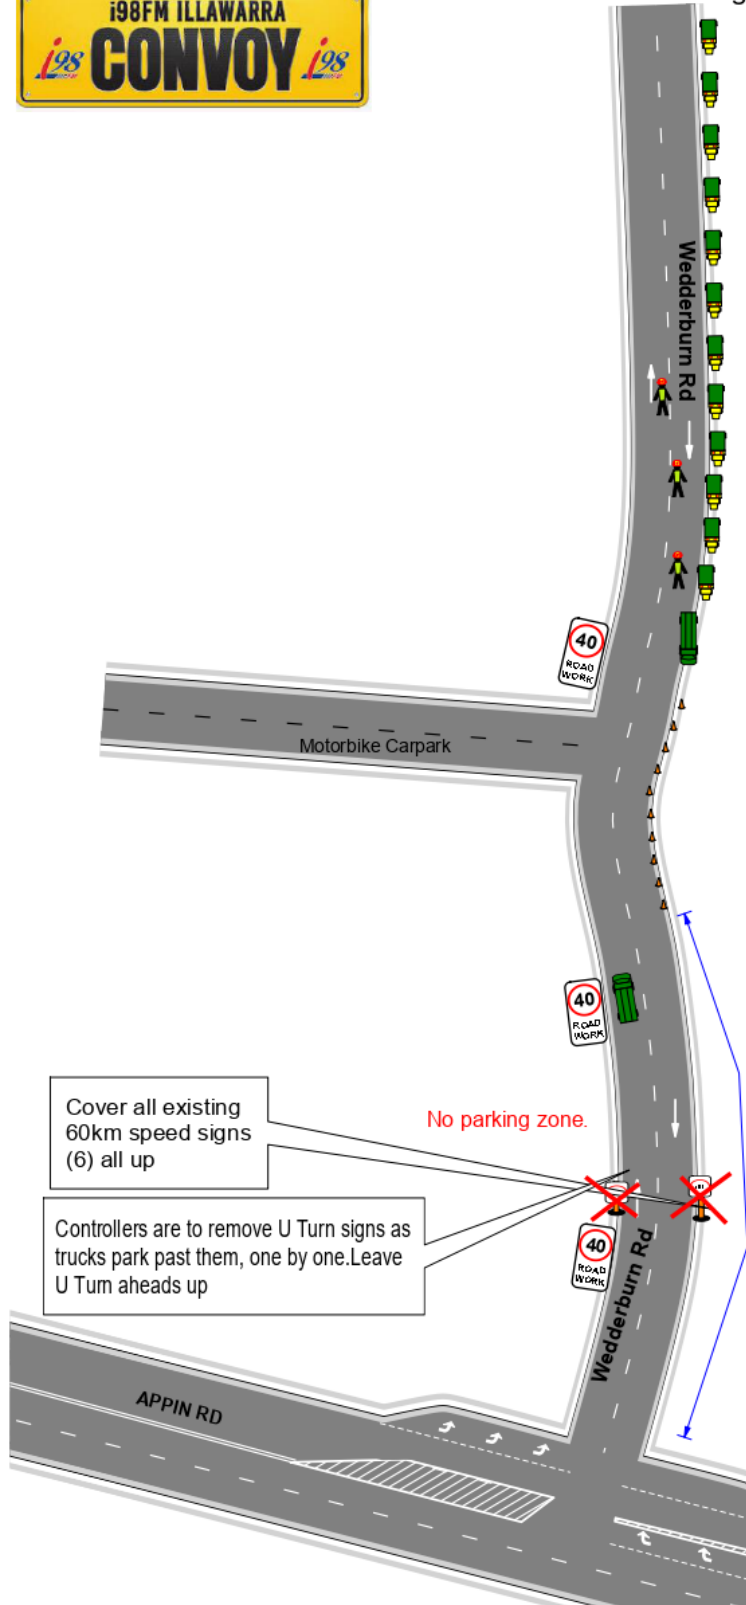 g
i98FM ILLAWARRA
i98 CONVOY i98
Wedderburn Rd
40
ROAD
WORK
Motorbike Carpark
40
ROAD
WORK
Cover all existing
60km speed signs
(6) all up
No parking zone.
Controllers are to remove U Turn signs as
trucks park past them, one by one.Leave
U Turn aheads up
40
ROAD
WORK
Wedderburn Rd
APPIN RD